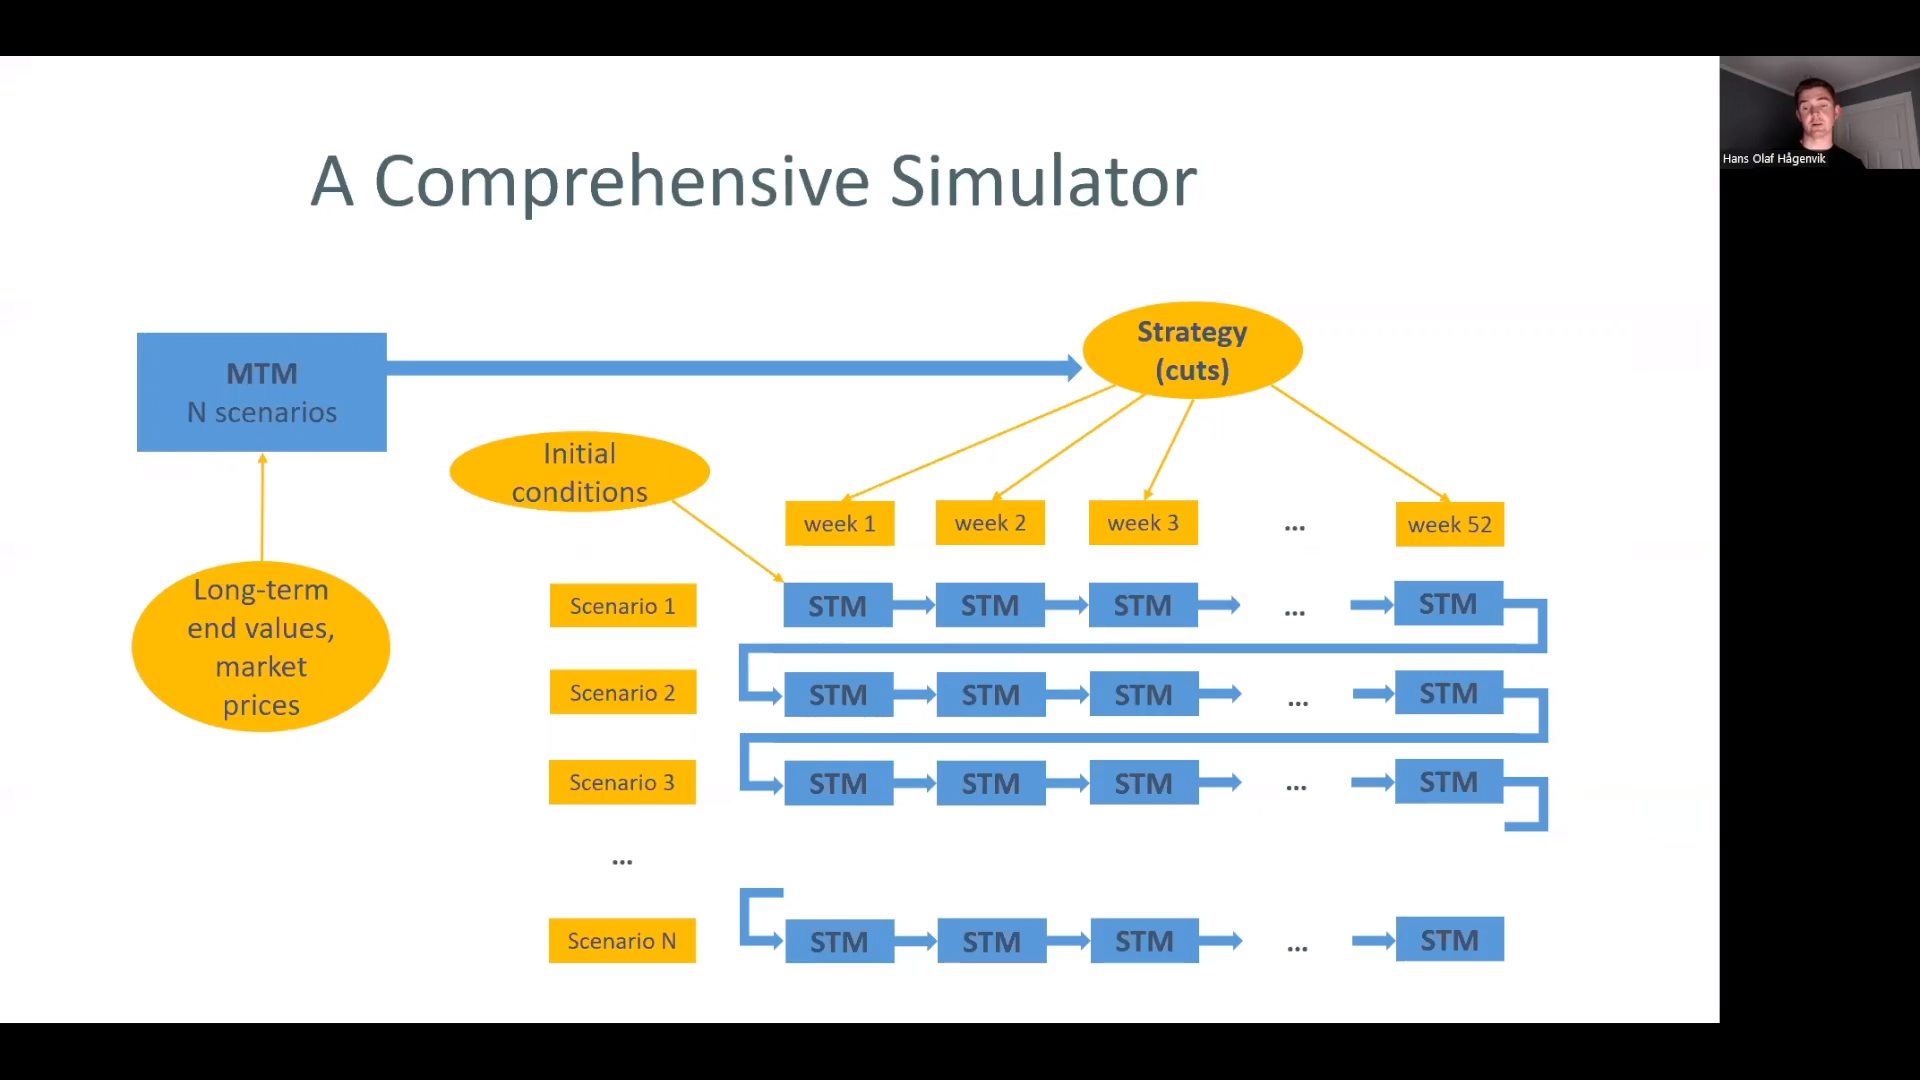 A Comprehensive Simulator
Hans Olaf Hågenvik
MTM
N scenarios
Strategy
(cuts)
Initial
conditions
Long-term
end values,
market
prices
week 1
week 2
week 3
...
week 52
Scenario 1
STM
STM
STM
...
STM
Scenario 2
STM
STM
STM
...
STM
Scenario 3
STM
STM
STM
...
STM
...
Scenario N
STM
STM
STM
...
STM